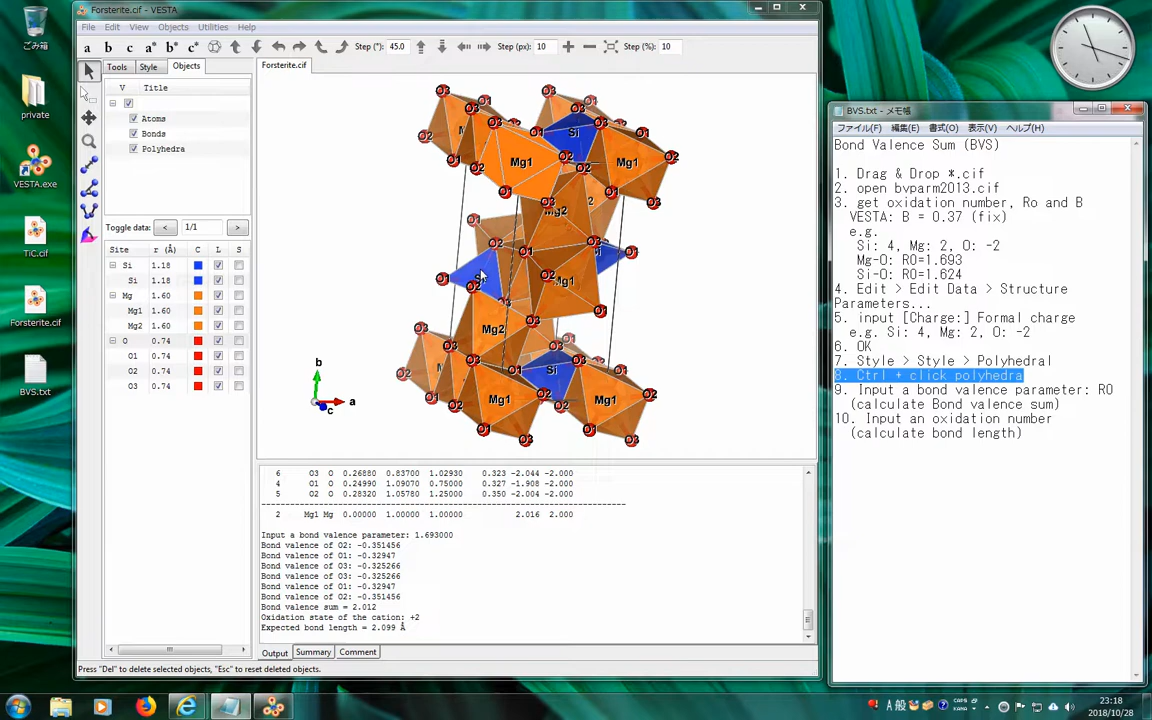 ごみ箱
private
VESTA.exe
TiC.cif
Forsterite.cif
BVS.txt
Forsterite.cif - VESTA
File Edit View Objects Utilities Help
a b c a* b* c* Step (°): 45.0 Step (px): 10 Step (%): 10
Tools Style Objects
V Title
Atoms
Bonds
Polyhedra
Toggle data: < 1/1 >
Site r (Å) C L S
Si 1.18
Si 1.18
Mg 1.60
Mg1 1.60
Mg2 1.60
O 0.74
O1 0.74
O2 0.74
O3 0.74
Forsterite.cif
b
a
c
6 O3 O 0.26880 0.83700 1.02930 0.323 -2.044 -2.000
4 O1 O 0.24990 1.09070 0.75000 0.327 -1.908 -2.000
5 O2 O 0.28320 1.05780 1.25000 0.350 -2.004 -2.000
2 Mg1 Mg 0.00000 1.00000 1.00000 2.016 2.000
Input a bond valence parameter: 1.693000
Bond valence of O2: -0.351456
Bond valence of O1: -0.32947
Bond valence of O3: -0.325266
Bond valence of O3: -0.325266
Bond valence of O1: -0.32947
Bond valence of O2: -0.351456
Bond valence sum = 2.012
Oxidation state of the cation: +2
Expected bond length = 2.099 Å
Output Summary Comment
Press "Del" to delete selected objects, "Esc" to reset deleted objects.
BVS.txt - メモ帳
ファイル(F) 編集(E) 書式(O) 表示(V) ヘルプ(H)
Bond Valence Sum (BVS)
1. Drag & Drop *.cif
2. open bvparm2013.cif
3. get oxidation number, Ro and B
VESTA: B = 0.37 (fix)
e.g.
Si: 4, Mg: 2, O: -2
Mg-O: RO=1.693
Si-O: RO=1.624
4. Edit > Edit Data > Structure
Parameters...
5. input [Charge:] Formal charge
e.g. Si: 4, Mg: 2, O: -2
6. OK
7. Style > Style > Polyhedral
8. Ctrl + click polyhedra
9. Input a bond valence parameter: RO
(calculate Bond valence sum)
10. Input an oxidation number
(calculate bond length)
A 般
CAPS
KANA
23:18
2018/10/28